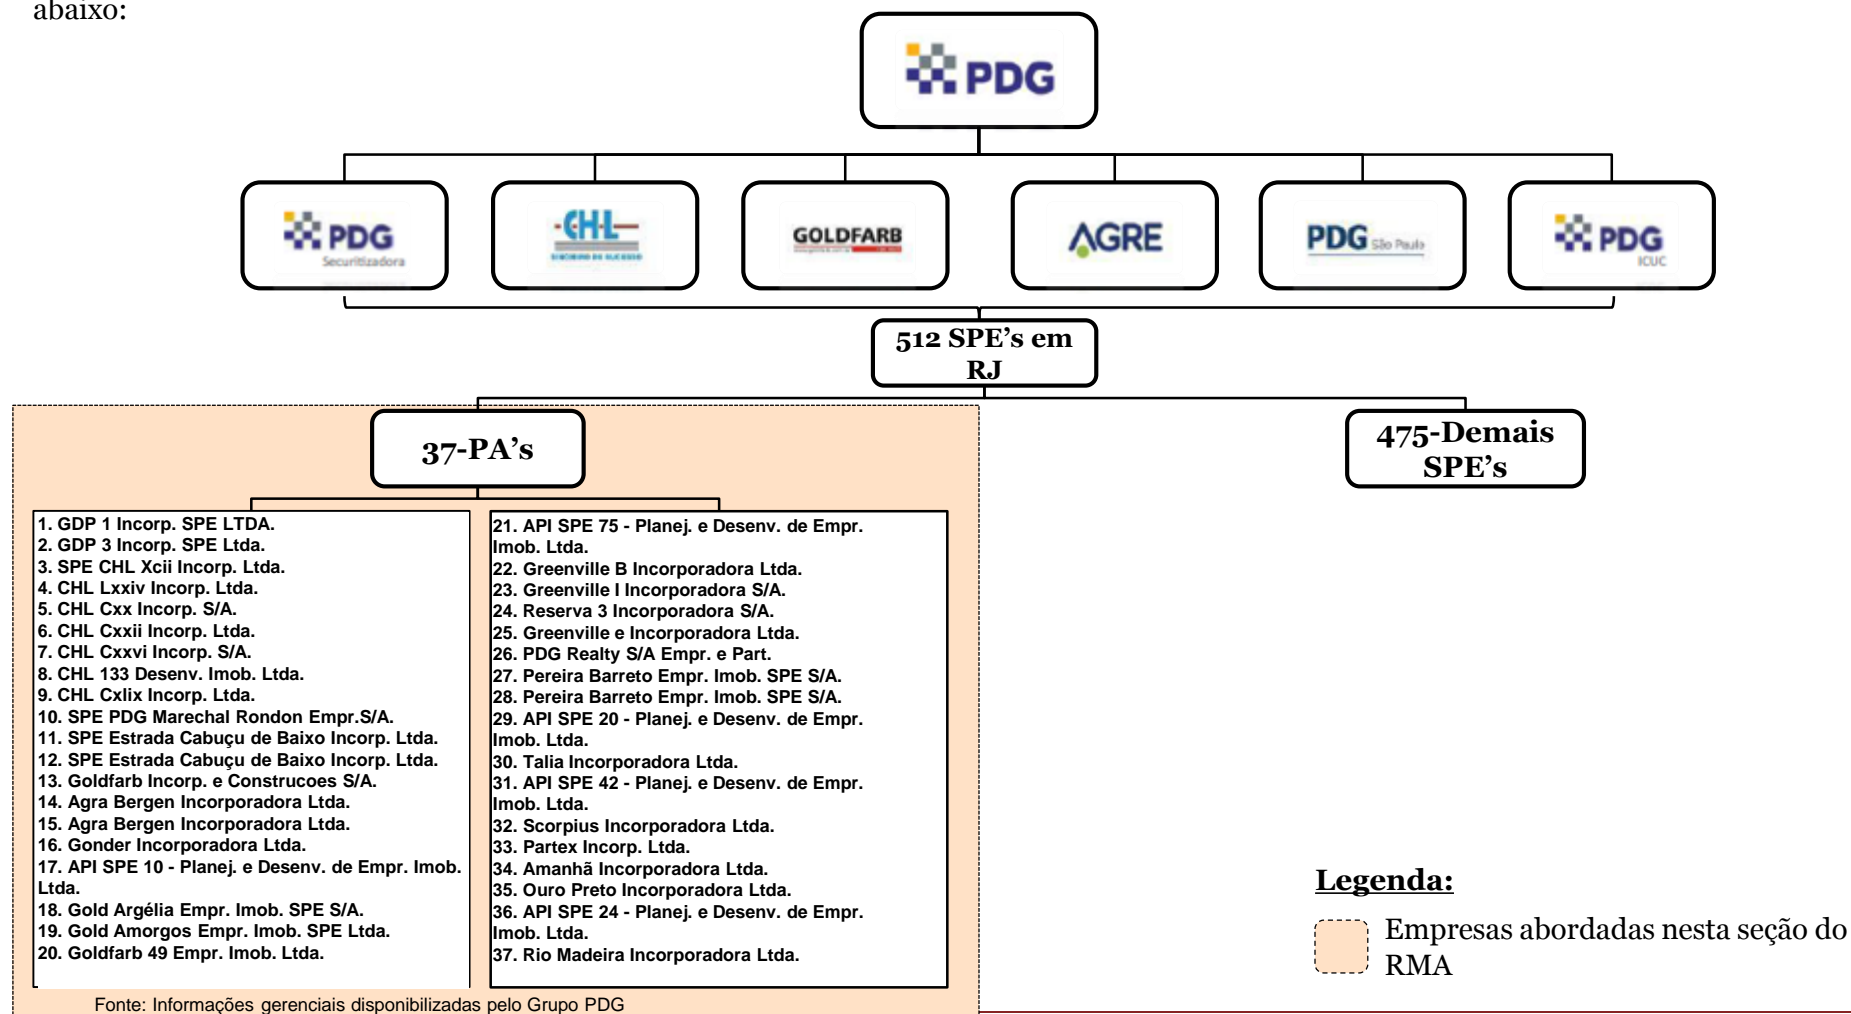 abaixo:
PDG
PDG
Securitizadora
CHL
GOLDFARB
AGRE
PDG São Paulo
PDG
ICUC
512 SPE’s em
RJ
37-PA’s
475-Demais
SPE’s
1. GDP 1 Incorp. SPE LTDA.
2. GDP 3 Incorp. SPE Ltda.
3. SPE CHL Xcii Incorp. Ltda.
4. CHL Lxxiv Incorp. Ltda.
5. CHL Cxx Incorp. S/A.
6. CHL Cxxii Incorp. Ltda.
7. CHL Cxxvi Incorp. S/A.
8. CHL 133 Desenv. Imob. Ltda.
9. CHL Cxlix Incorp. Ltda.
10. SPE PDG Marechal Rondon Empr.S/A.
11. SPE Estrada Cabuçu de Baixo Incorp. Ltda.
12. SPE Estrada Cabuçu de Baixo Incorp. Ltda.
13. Goldfarb Incorp. e Construcoes S/A.
14. Agra Bergen Incorporadora Ltda.
15. Agra Bergen Incorporadora Ltda.
16. Gonder Incorporadora Ltda.
17. API SPE 10 - Planej. e Desenv. de Empr. Imob.
Ltda.
18. Gold Argélia Empr. Imob. SPE S/A.
19. Gold Amorgos Empr. Imob. SPE Ltda.
20. Goldfarb 49 Empr. Imob. Ltda.
21. API SPE 75 - Planej. e Desenv. de Empr.
Imob. Ltda.
22. Greenville B Incorporadora Ltda.
23. Greenville I Incorporadora S/A.
24. Reserva 3 Incorporadora S/A.
25. Greenville e Incorporadora Ltda.
26. PDG Realty S/A Empr. e Part.
27. Pereira Barreto Empr. Imob. SPE S/A.
28. Pereira Barreto Empr. Imob. SPE S/A.
29. API SPE 20 - Planej. e Desenv. de Empr.
Imob. Ltda.
30. Talia Incorporadora Ltda.
31. API SPE 42 - Planej. e Desenv. de Empr.
Imob. Ltda.
32. Scorpius Incorporadora Ltda.
33. Partex Incorp. Ltda.
34. Amanhã Incorporadora Ltda.
35. Ouro Preto Incorporadora Ltda.
36. API SPE 24 - Planej. e Desenv. de Empr.
Imob. Ltda.
37. Rio Madeira Incorporadora Ltda.
Legenda:
Empresas abordadas nesta seção do
RMA
Fonte: Informações gerenciais disponibilizadas pelo Grupo PDG